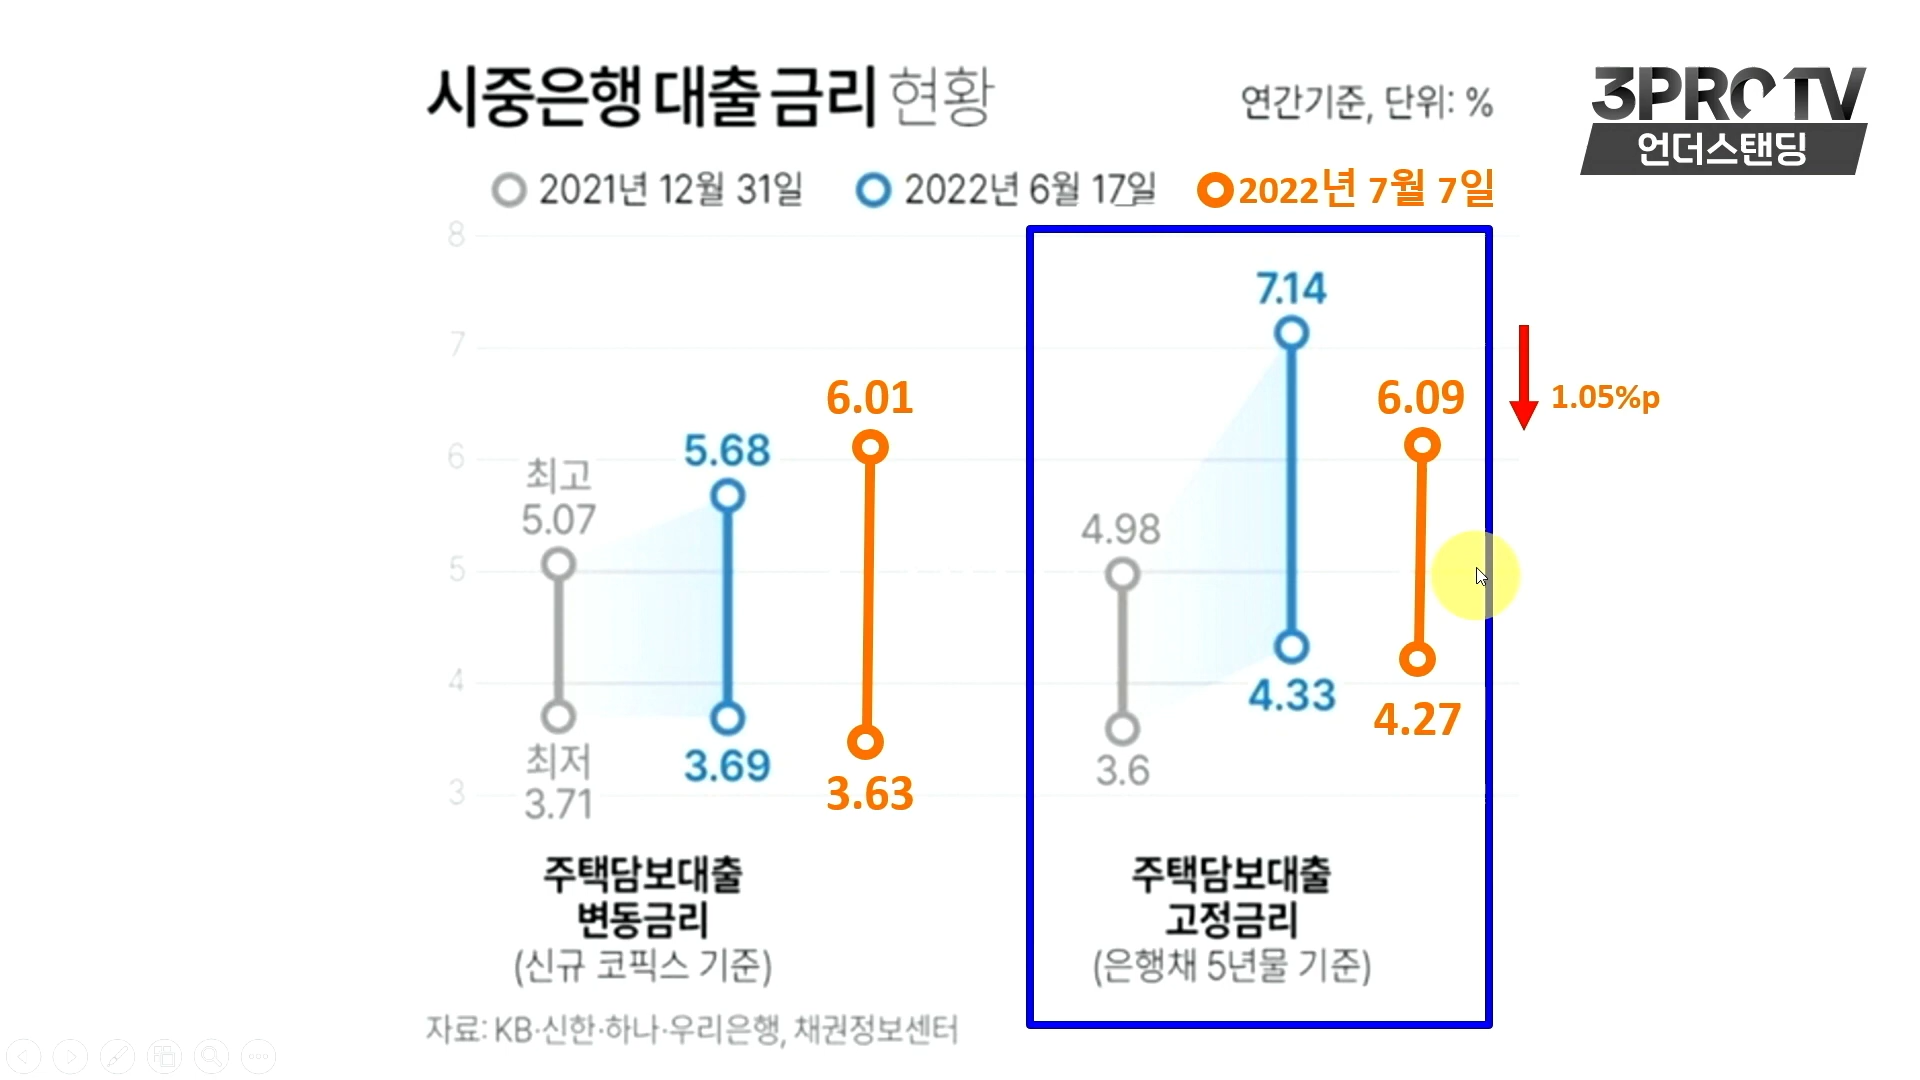 시중은행 대출 금리 현황
연간기준, 단위: %
3PROTV
언더스탠딩
2021년 12월 31일
2022년 6월 17일
2022년 7월 7일
8
7
6
5
4
3
최고
5.07
최저
3.71
5.68
3.69
6.01
3.63
주택담보대출
변동금리
(신규 코픽스 기준)
4.98
3.6
7.14
4.33
6.09
4.27
1.05%p
주택담보대출
고정금리
(은행채 5년물 기준)
자료: KB·신한·하나·우리은행, 채권정보센터